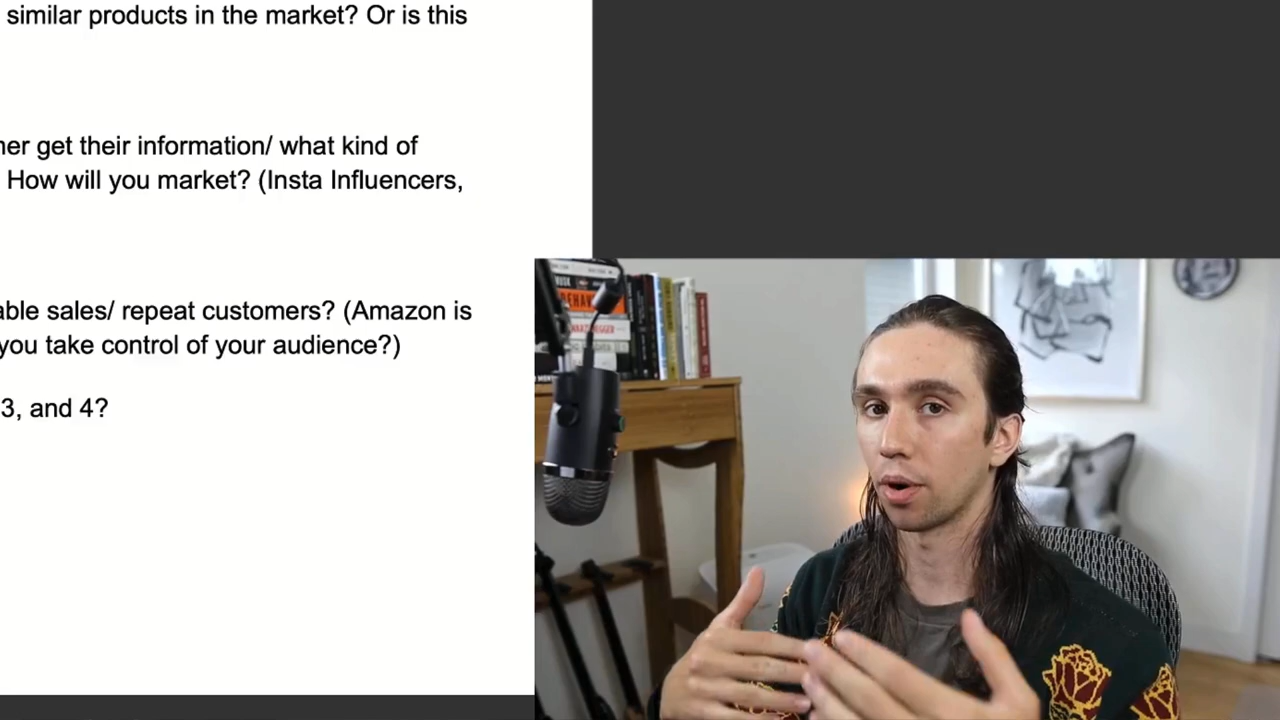 similar products in the market? Or is this
ner get their information/ what kind of
How will you market? (Insta Influencers,
able sales/ repeat customers? (Amazon is
you take control of your audience?)
3, and 4?